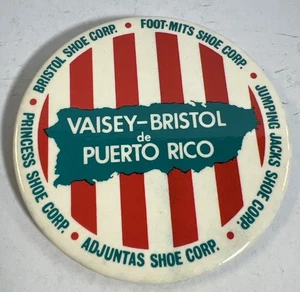 • BRISTOL SHOE CORP. • FOOT-MITS SHOE CORP. • JUMPING JACKS SHOE CORP. • ADJUNTAS SHOE CORP. • PRINCESS SHOE CORP.
VAISEY-BRISTOL
de
PUERTO RICO